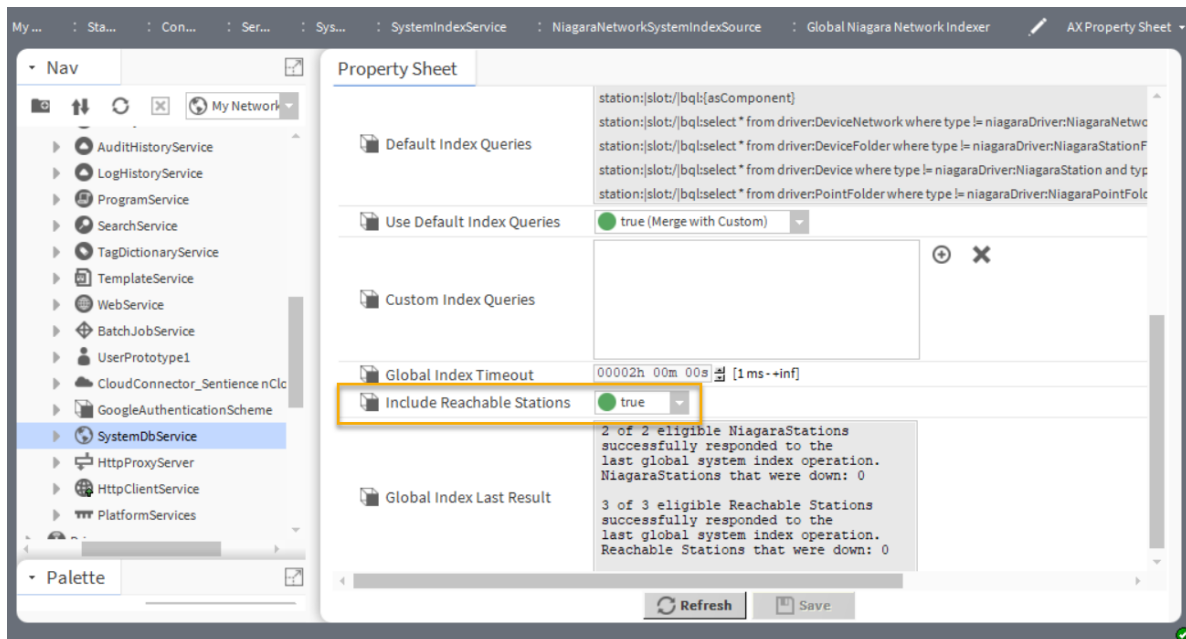 My ... : Sta... : Con... : Ser... : Sys... : SystemIndexService : NiagaraNetworkSystemIndexSource : Global Niagara Network Indexer AX Property Sheet
Nav
My Network
AuditHistoryService
LogHistoryService
ProgramService
SearchService
TagDictionaryService
TemplateService
WebService
BatchJobService
UserPrototype1
CloudConnector_Sentience nClo
GoogleAuthenticationScheme
SystemDbService
HttpProxyServer
HttpClientService
PlatformServices
Palette
Property Sheet
Default Index Queries
station:|slot:/|bql:{asComponent}
station:|slot:/|bql:select * from driver:DeviceNetwork where type != niagaraDriver:NiagaraNetwo
station:|slot:/|bql:select * from driver:DeviceFolder where type != niagaraDriver:NiagaraStationF
station:|slot:/|bql:select * from driver:Device where type != niagaraDriver:NiagaraStation and typ
station:|slot:/|bql:select * from driver:PointFolder where type != niagaraDriver:NiagaraPointFold
Use Default Index Queries true (Merge with Custom)
Custom Index Queries
Global Index Timeout 00002h 00m 00s [1 ms - +inf]
Include Reachable Stations true
Global Index Last Result
2 of 2 eligible NiagaraStations
successfully responded to the
last global system index operation.
NiagaraStations that were down: 0
3 of 3 eligible Reachable Stations
successfully responded to the
last global system index operation.
Reachable Stations that were down: 0
Refresh Save